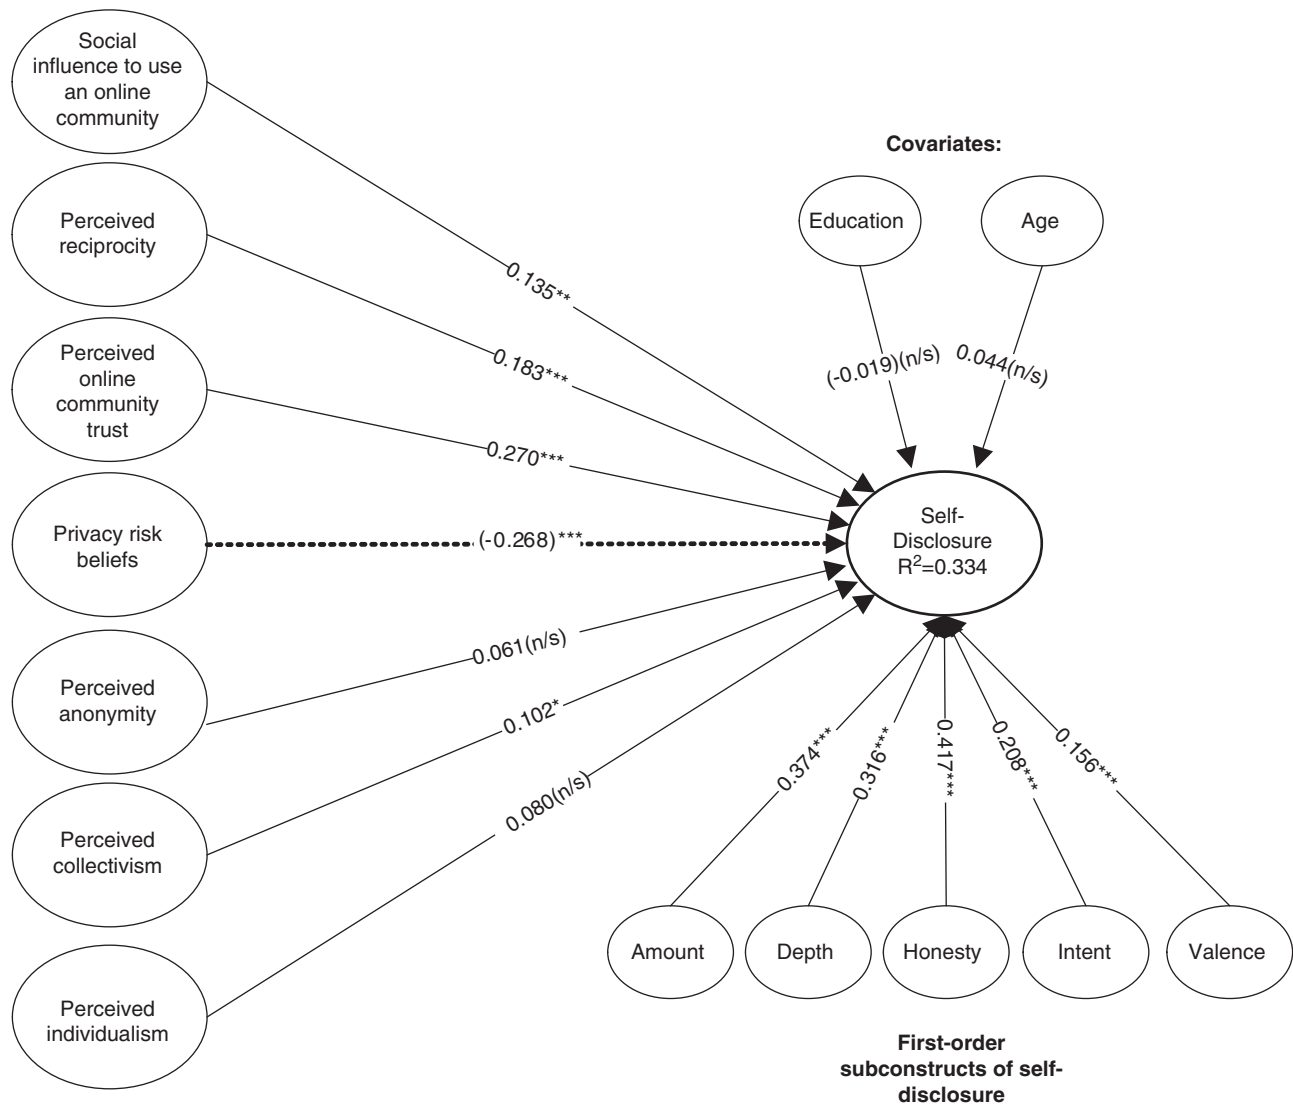 Social
influence to use
an online
community
Perceived
reciprocity
Perceived
online
community
trust
Privacy risk
beliefs
Perceived
anonymity
Perceived
collectivism
Perceived
individualism
0.135**
0.183***
0.270***
(-0.268)***
0.061(n/s)
0.102*
0.080(n/s)
Covariates:
Education
Age
(-0.019)(n/s)
0.044(n/s)
Self-
Disclosure
R²=0.334
0.374***
0.316***
0.417***
0.208***
0.156***
Amount
Depth
Honesty
Intent
Valence
First-order
subconstructs of self-
disclosure